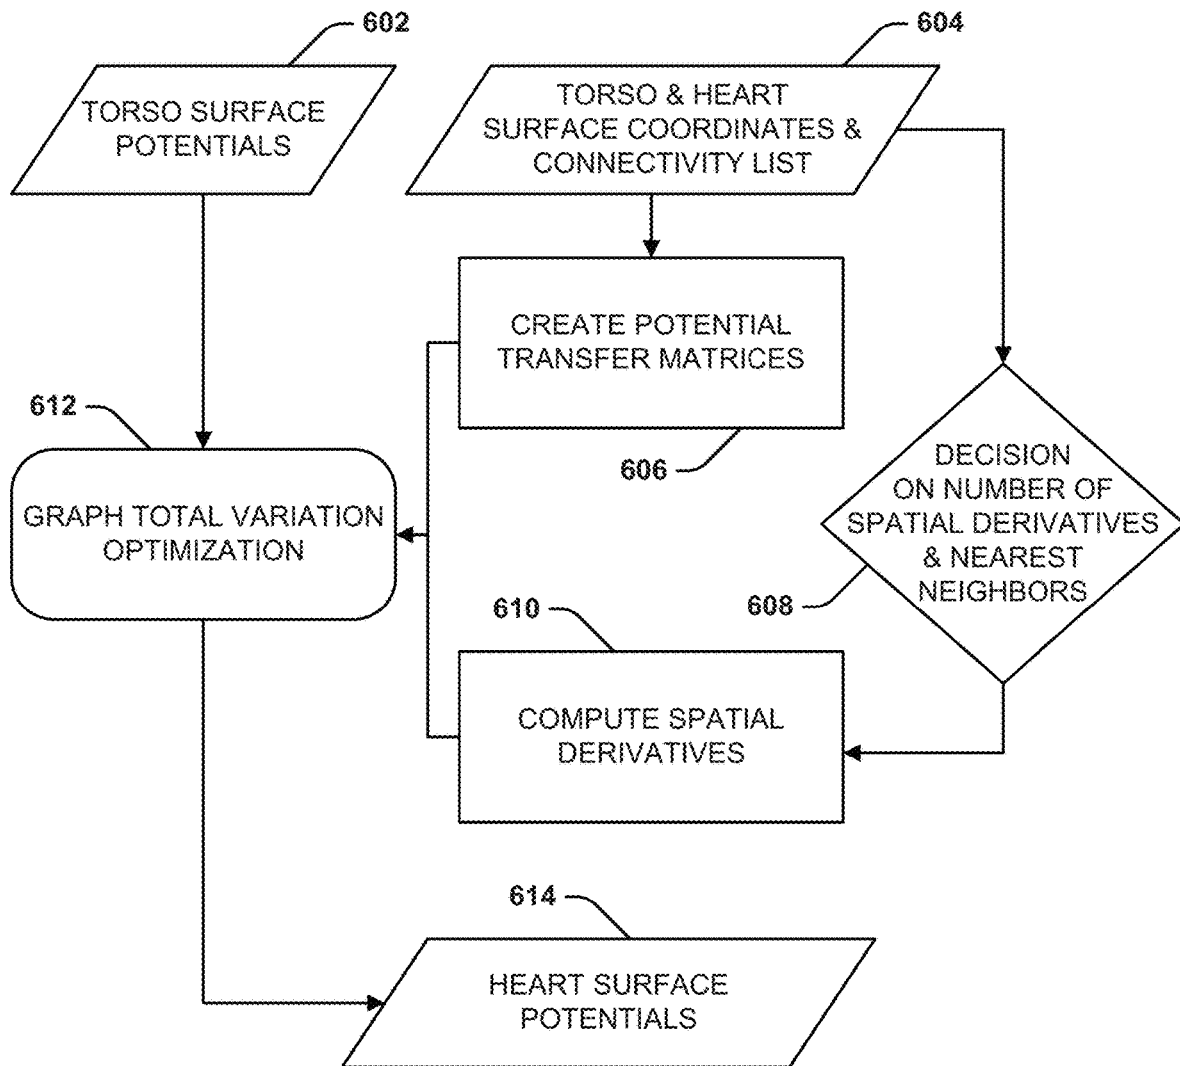 602
TORSO SURFACE
POTENTIALS
604
TORSO & HEART
SURFACE COORDINATES &
CONNECTIVITY LIST
CREATE POTENTIAL
TRANSFER MATRICES
606
DECISION
ON NUMBER OF
SPATIAL DERIVATIVES
& NEAREST
NEIGHBORS
608
612
GRAPH TOTAL VARIATION
OPTIMIZATION
610
COMPUTE SPATIAL
DERIVATIVES
614
HEART SURFACE
POTENTIALS